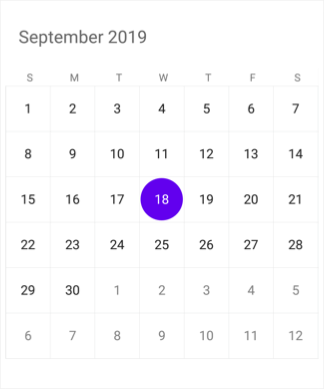 September 2019
S M T W T F S
1 2 3 4 5 6 7
8 9 10 11 12 13 14
15 16 17 18 19 20 21
22 23 24 25 26 27 28
29 30 1 2 3 4 5
6 7 8 9 10 11 12